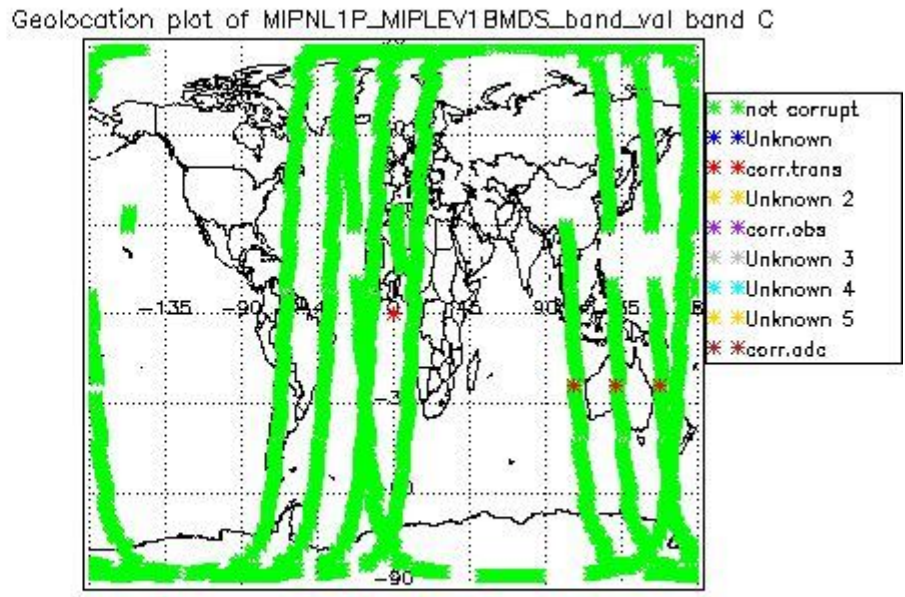 Geolocation plot of MIPNL1P_MIPLEV1BMDS_band_val band C
not corrupt
Unknown
corr.trans
Unknown 2
corr.obs
Unknown 3
Unknown 4
Unknown 5
corr.adc
-135
-90
45
90
-90